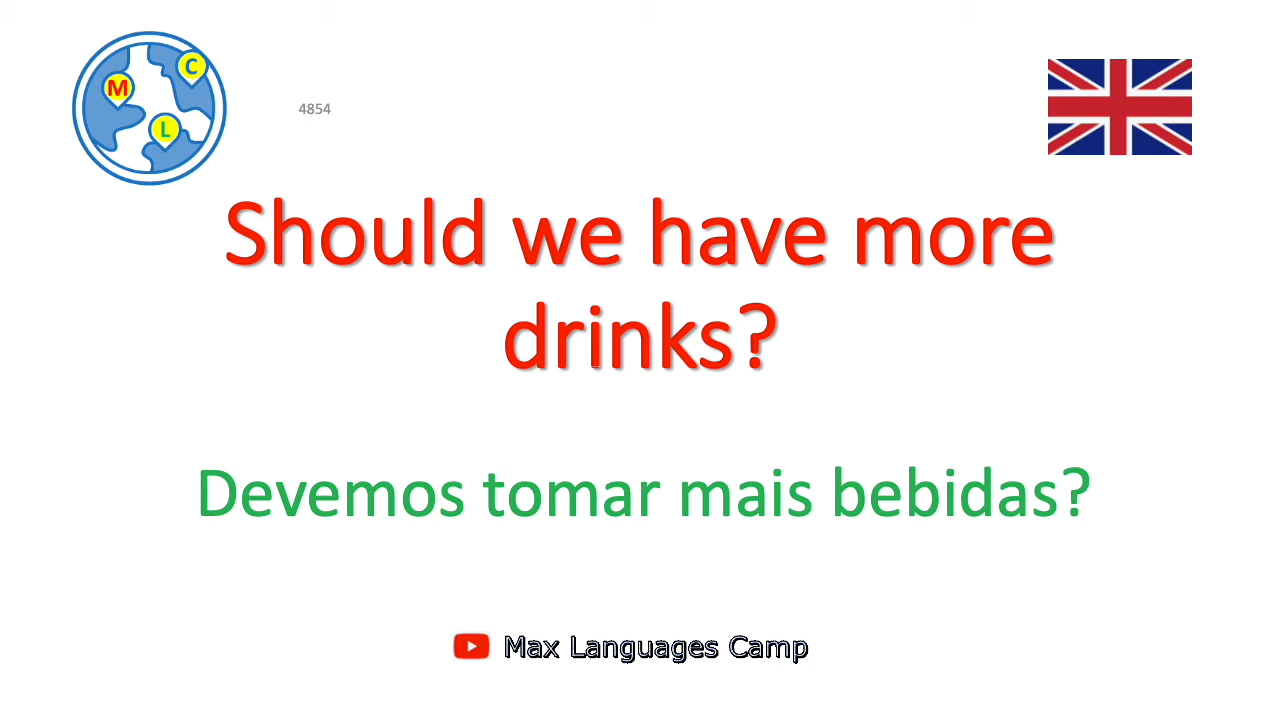 M
C
L
4854
Should we have more
drinks?
Devemos tomar mais bebidas?
Max Languages Camp